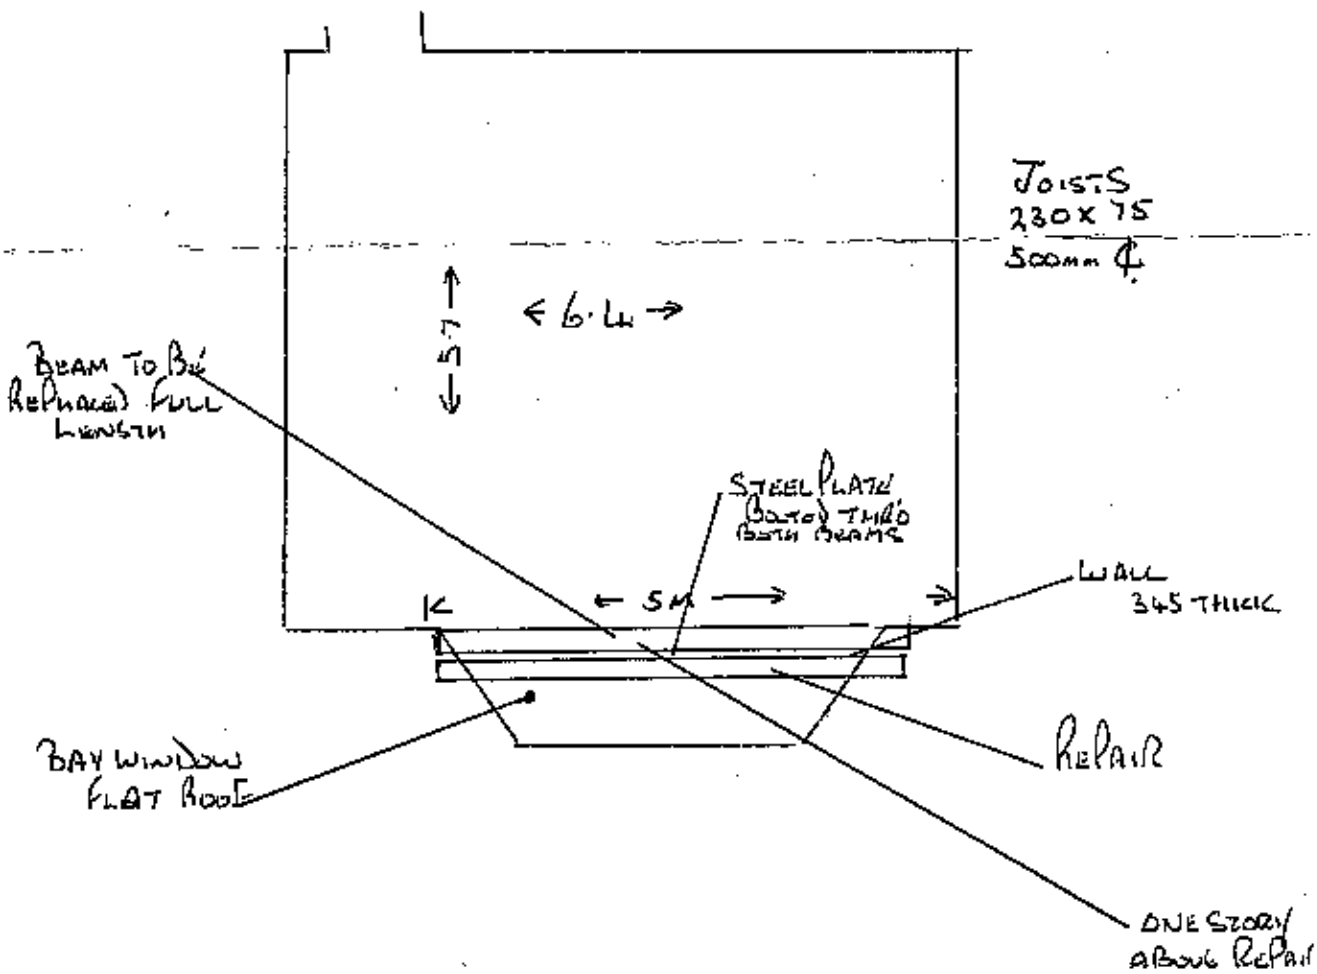 JOISTS
230 X 75
500mm ℄
← 6.4 →
5.7
BEAM TO BE
REPLACED FULL
LENGTH
STEEL PLATE
BOLTED THRO
BOTH BEAMS
← 5M →
WALL
345 THICK
BAY WINDOW
FLAT ROOF
REPAIR
ONE STORY
ABOVE REPAIR